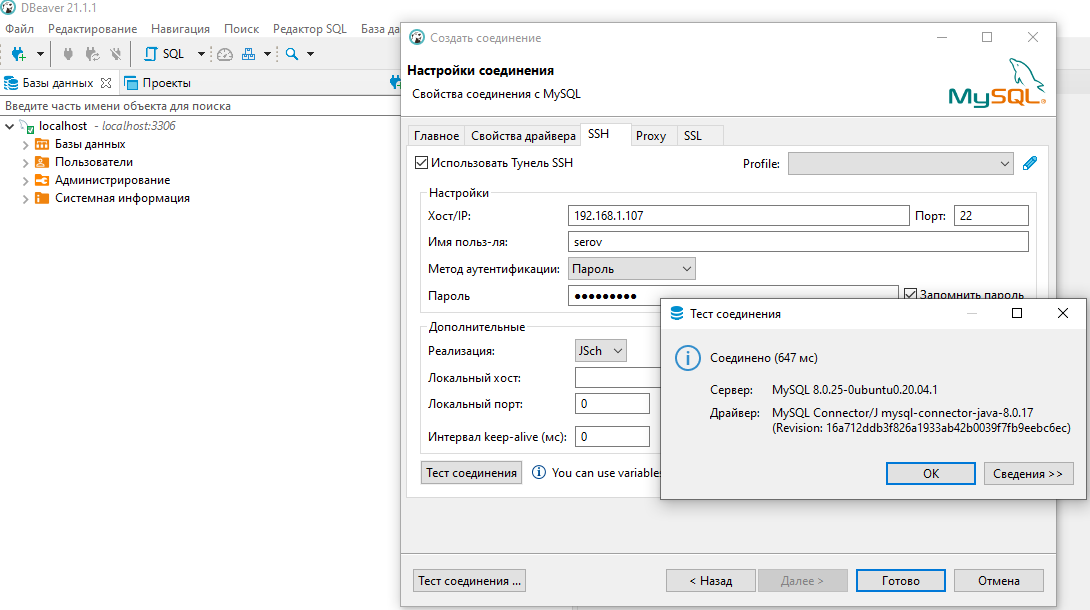 DBeaver 21.1.1
Файл Редактирование Навигация Поиск Редактор SQL База да
SQL
Базы данных Проекты
Введите часть имени объекта для поиска
localhost - localhost:3306
Базы данных
Пользователи
Администрирование
Системная информация
Создать соединение
Настройки соединения
Свойства соединения с MySQL
MySQL
Главное Свойства драйвера SSH Proxy SSL
Использовать Тунель SSH Profile:
Настройки
Хост/IP: 192.168.1.107 Порт: 22
Имя польз-ля: serov
Метод аутентификации: Пароль
Пароль ●●●●●●●●● Запомнить пароль
Дополнительные
Реализация: JSch
Локальный хост:
Локальный порт: 0
Интервал keep-alive (мс): 0
Тест соединения You can use variables
Тест соединения
Соединено (647 мс)
Сервер: MySQL 8.0.25-0ubuntu0.20.04.1
Драйвер: MySQL Connector/J mysql-connector-java-8.0.17
(Revision: 16a712ddb3f826a1933ab42b0039f7fb9eebc6ec)
OK Сведения >>
Тест соединения ... < Назад Далее > Готово Отмена